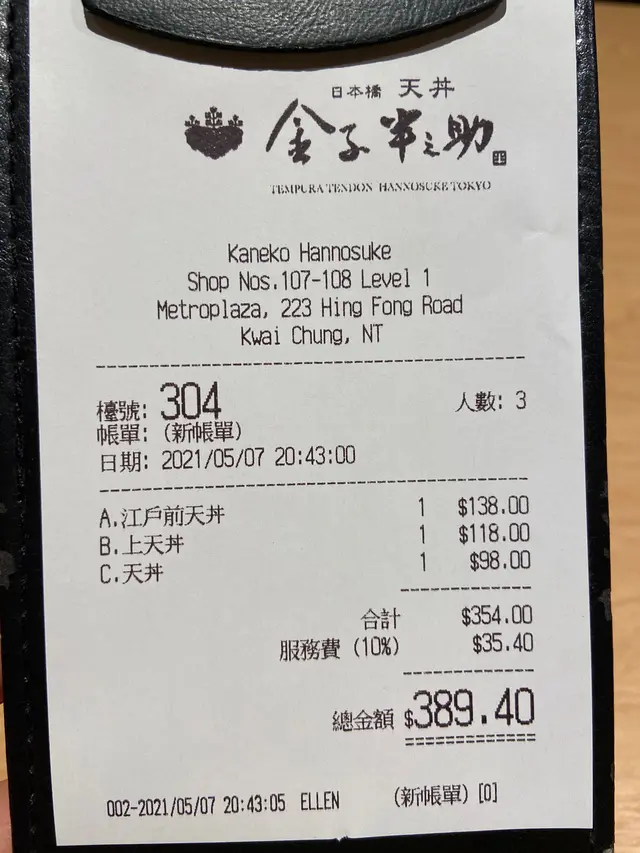 日本橋 天丼
金子半之助
TEMPURA TENDON HANNOSUKE TOKYO
Kaneko Hannosuke
Shop Nos.107-108 Level 1
Metroplaza, 223 Hing Fong Road
Kwai Chung, NT
檯號: 304 人數: 3
帳單: (新帳單)
日期: 2021/05/07 20:43:00
A.江戶前天丼 1 $138.00
B.上天丼 1 $118.00
C.天丼 1 $98.00
合計 $354.00
服務費 (10%) $35.40
總金額 $389.40
002-2021/05/07 20:43:05 ELLEN (新帳單) [0]